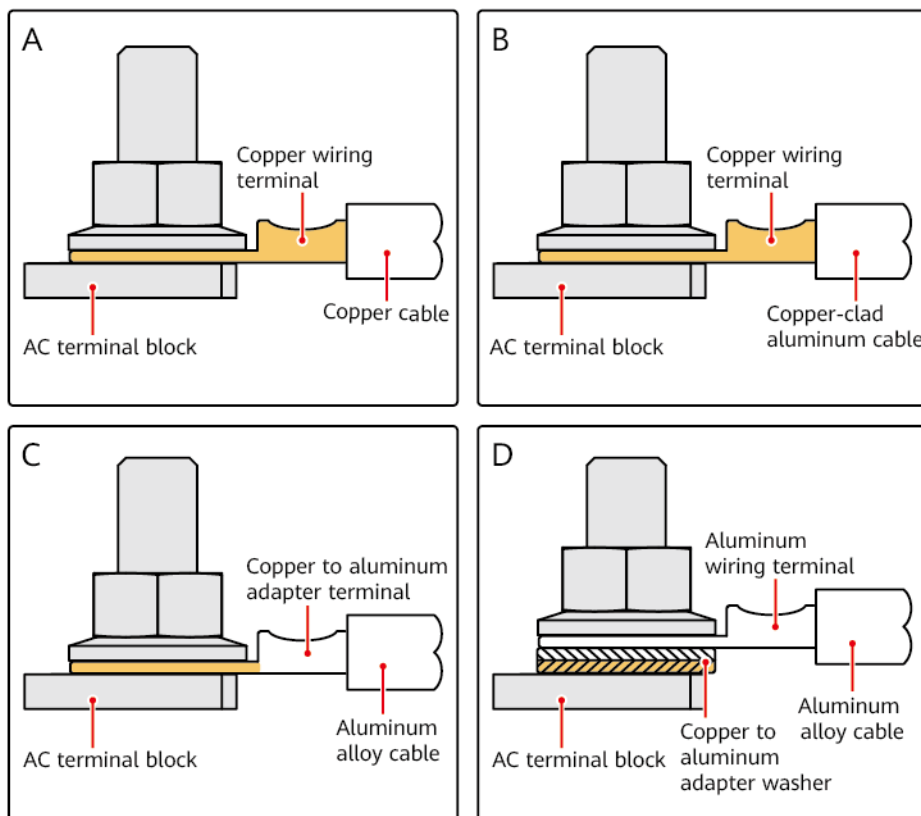 A
Copper wiring
terminal
Copper cable
AC terminal block
B
Copper wiring
terminal
Copper-clad
aluminum cable
AC terminal block
C
Copper to aluminum
adapter terminal
Aluminum
alloy cable
AC terminal block
D
Aluminum
wiring terminal
Aluminum
alloy cable
Copper to
aluminum
adapter washer
AC terminal block